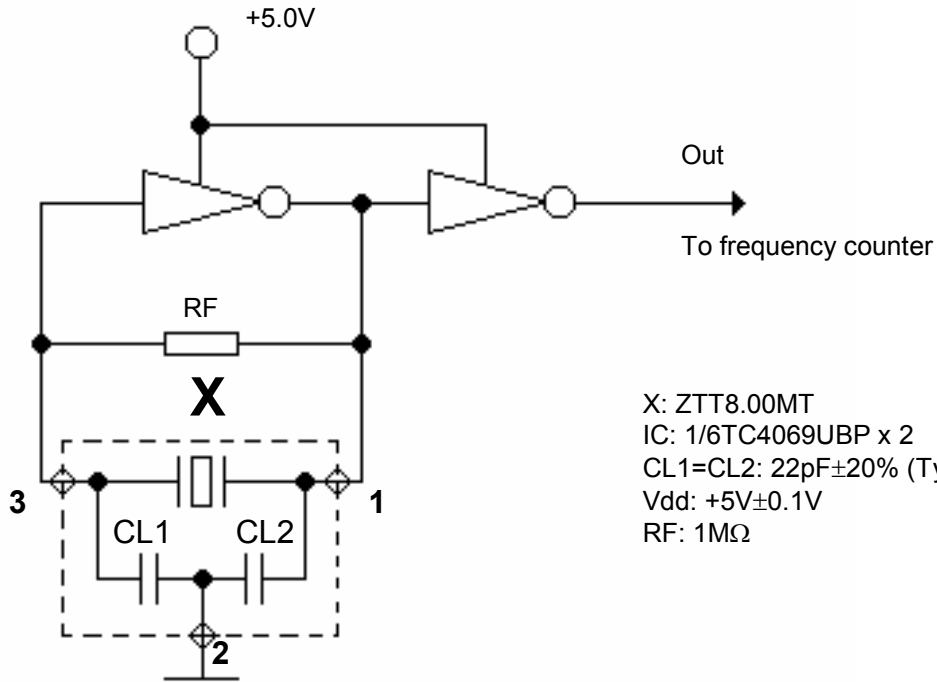 +5.0V
Out
To frequency counter
RF
X
X: ZTT8.00MT
IC: 1/6TC4069UBP x 2
CL1=CL2: 22pF±20% (Ty
Vdd: +5V±0.1V
RF: 1MΩ
3
1
CL1
CL2
2